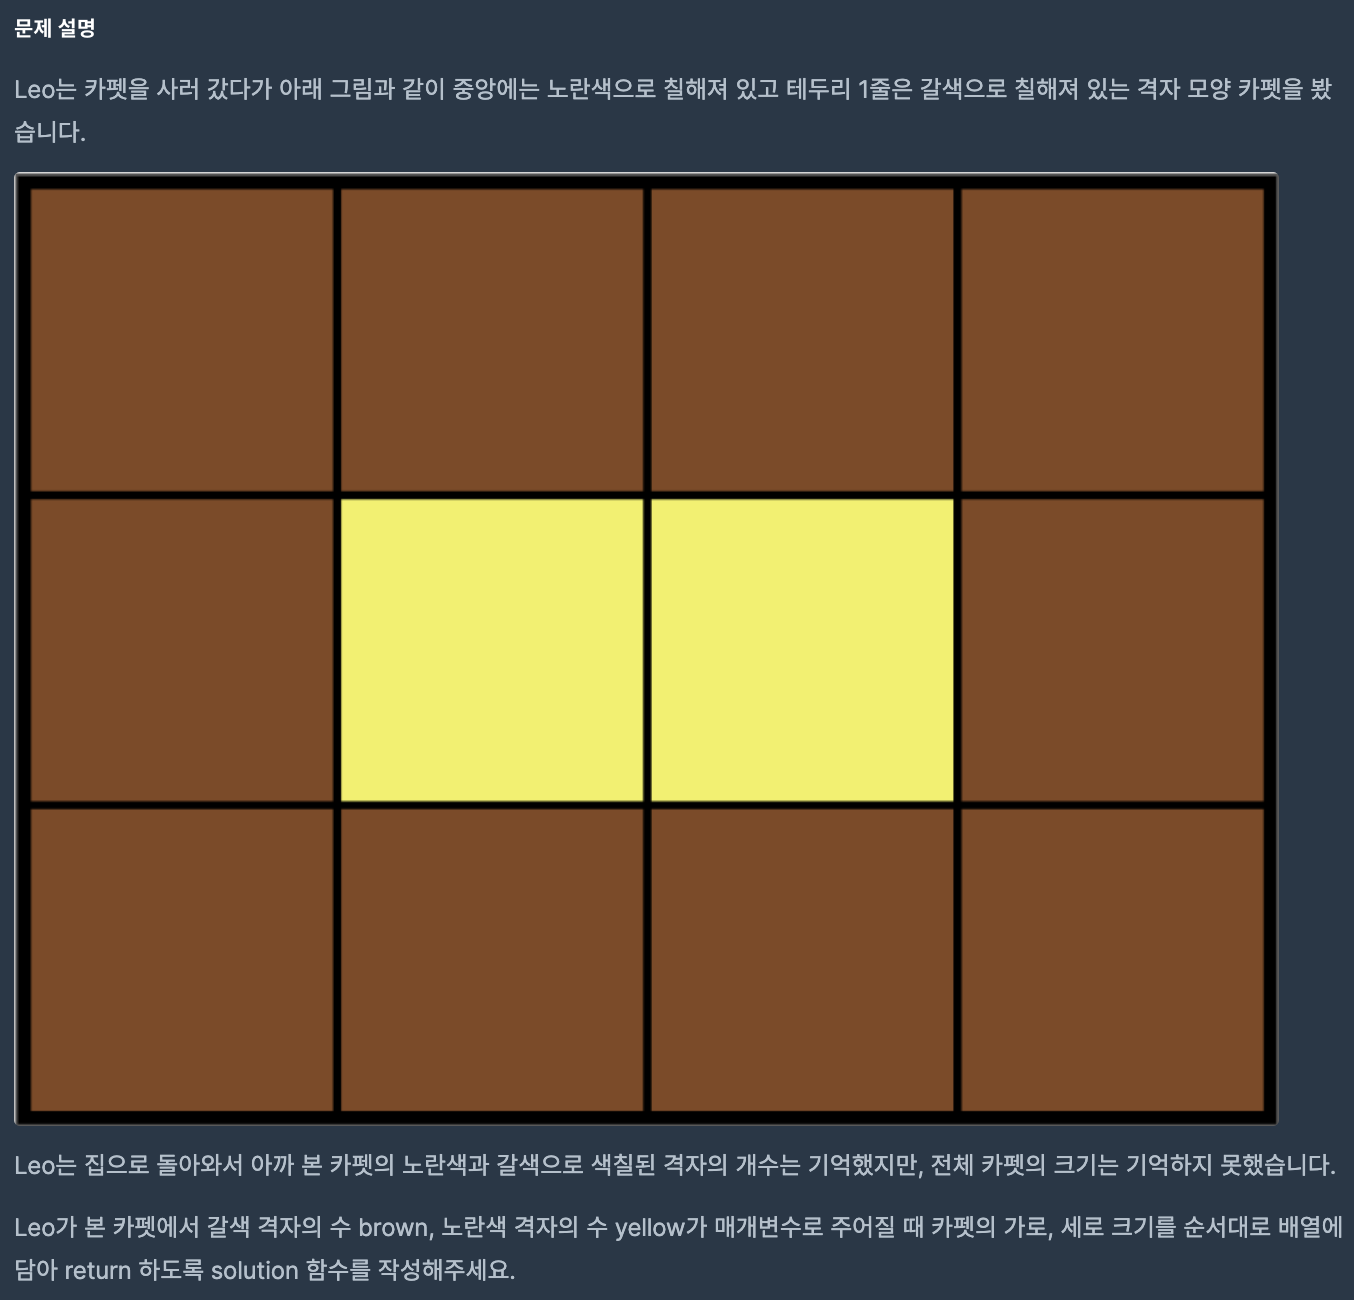 문제 설명
Leo는 카펫을 사러 갔다가 아래 그림과 같이 중앙에는 노란색으로 칠해져 있고 테두리 1줄은 갈색으로 칠해져 있는 격자 모양 카펫을 봤
습니다.
Leo는 집으로 돌아와서 아까 본 카펫의 노란색과 갈색으로 색칠된 격자의 개수는 기억했지만, 전체 카펫의 크기는 기억하지 못했습니다.
Leo가 본 카펫에서 갈색 격자의 수 brown, 노란색 격자의 수 yellow가 매개변수로 주어질 때 카펫의 가로, 세로 크기를 순서대로 배열에
담아 return 하도록 solution 함수를 작성해주세요.